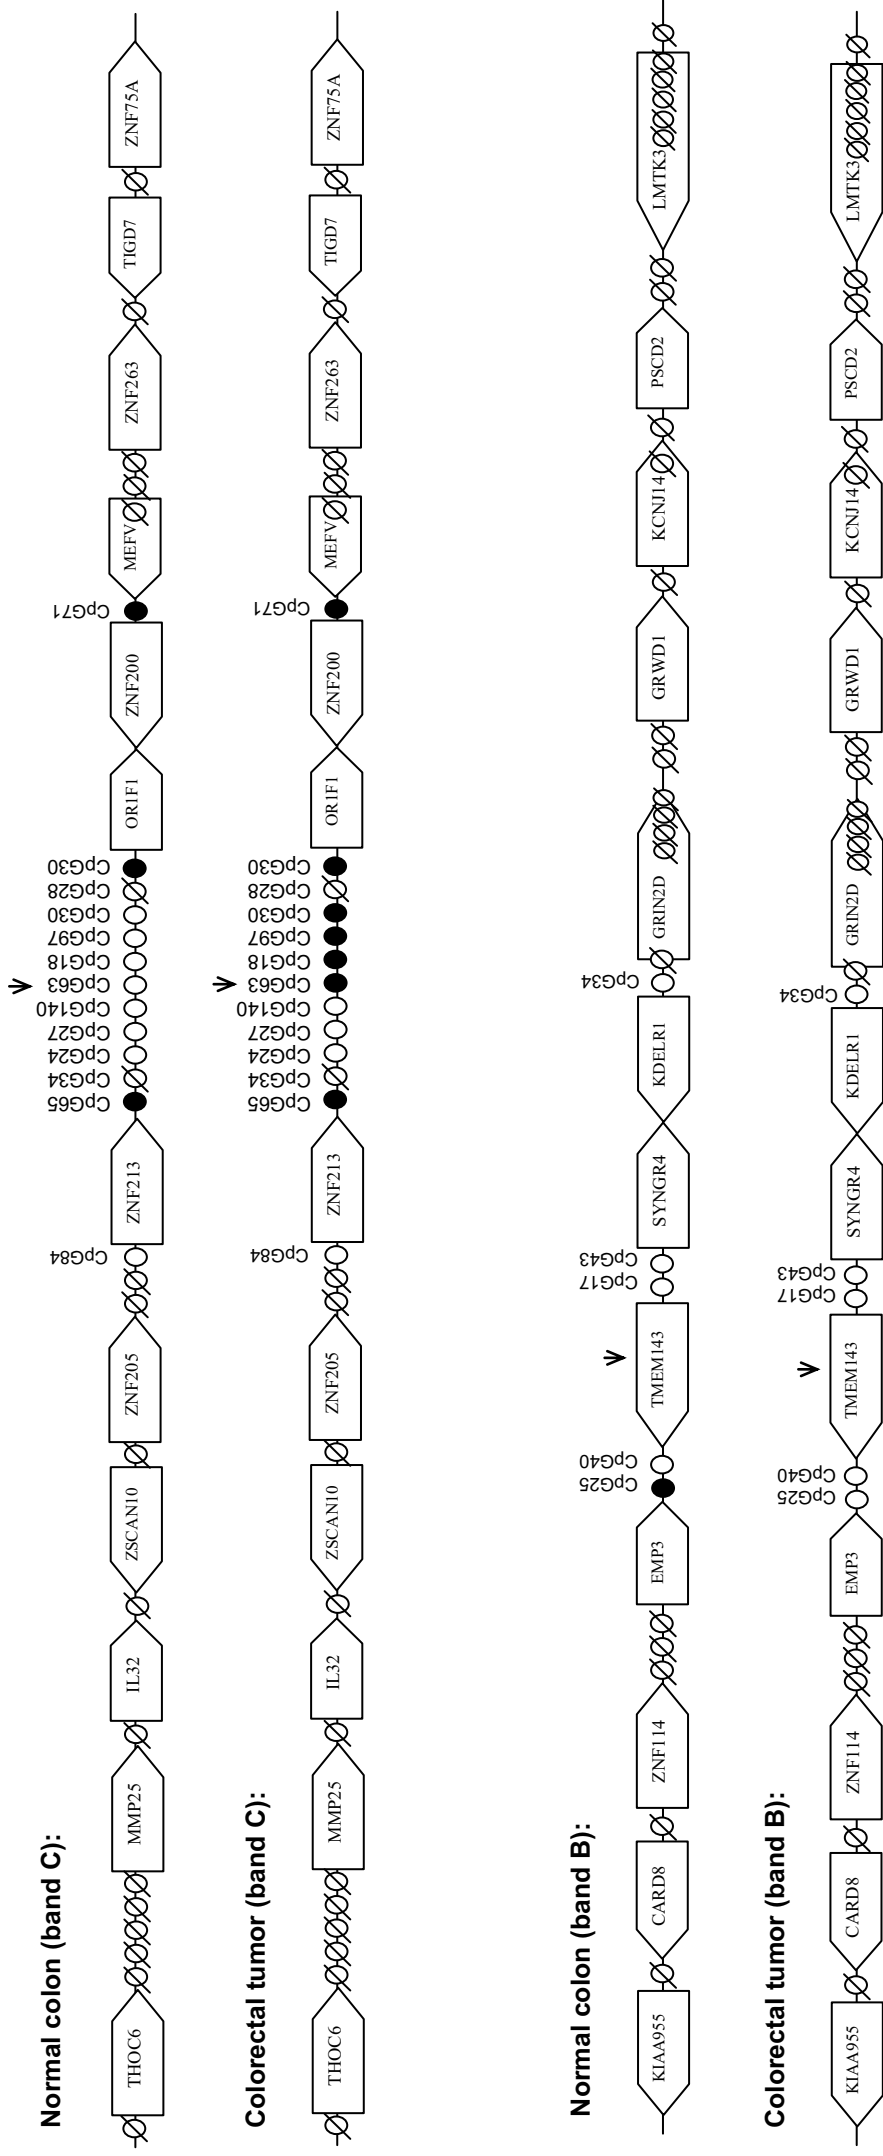 Normal colon (band C):
CpG84 CpG65 CpG34 CpG24 CpG27 CpG140 CpG63 CpG18 CpG97 CpG30 CpG28 CpG30 CpG71
THOC6 MMP25 IL32 ZSCAN10 ZNF205 ZNF213 OR1F1 ZNF200 MEFV ZNF263 TIGD7 ZNF75A
Colorectal tumor (band C):
CpG84 CpG65 CpG34 CpG24 CpG27 CpG140 CpG63 CpG18 CpG97 CpG30 CpG28 CpG30 CpG71
THOC6 MMP25 IL32 ZSCAN10 ZNF205 ZNF213 OR1F1 ZNF200 MEFV ZNF263 TIGD7 ZNF75A
Normal colon (band B):
CpG25 CpG40 CpG17 CpG43 CpG34
KIAA955 CARD8 ZNF114 EMP3 TMEM143 SYNGR4 KDELR1 GRIN2D GRWD1 KCNJ14 PSCD2 LMTK3
Colorectal tumor (band B):
CpG25 CpG40 CpG17 CpG43 CpG34
KIAA955 CARD8 ZNF114 EMP3 TMEM143 SYNGR4 KDELR1 GRIN2D GRWD1 KCNJ14 PSCD2 LMTK3